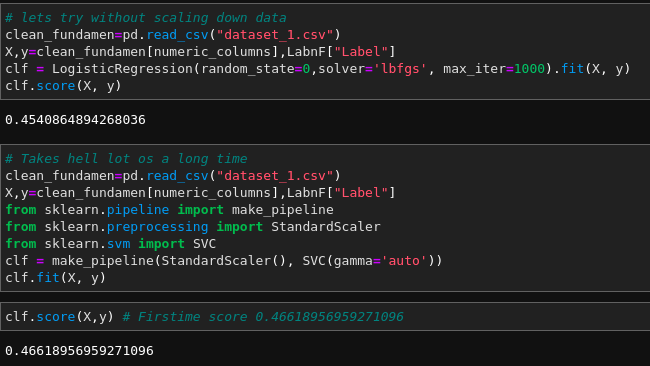 # lets try without scaling down data
clean_fundamen=pd.read_csv("dataset_1.csv")
X,y=clean_fundamen[numeric_columns],LabnF["Label"]
clf = LogisticRegression(random_state=0,solver='lbfgs', max_iter=1000).fit(X, y)
clf.score(X, y)
0.4540864894268036
# Takes hell lot os a long time
clean_fundamen=pd.read_csv("dataset_1.csv")
X,y=clean_fundamen[numeric_columns],LabnF["Label"]
from sklearn.pipeline import make_pipeline
from sklearn.preprocessing import StandardScaler
from sklearn.svm import SVC
clf = make_pipeline(StandardScaler(), SVC(gamma='auto'))
clf.fit(X, y)
clf.score(X,y) # Firstime score 0.46618956959271096
0.46618956959271096